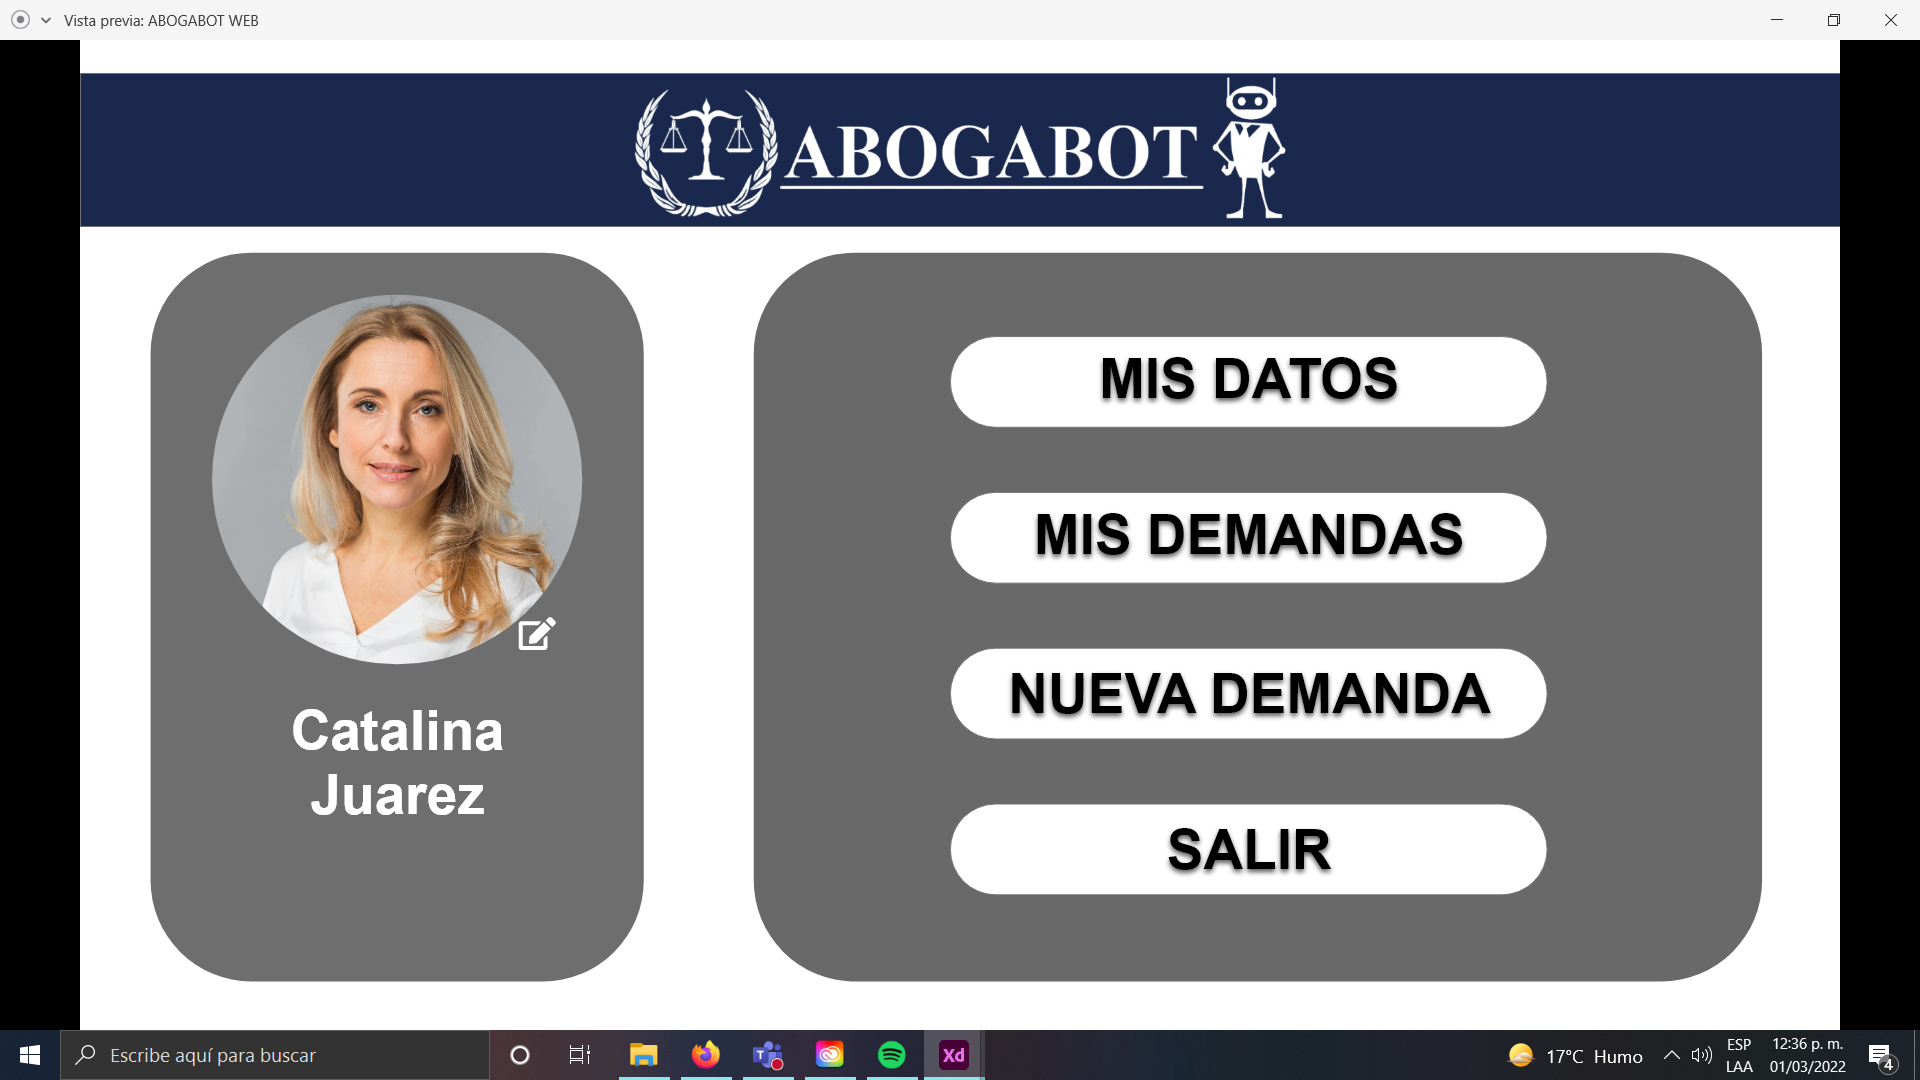 Vista previa: ABOGABOT WEB
ABOGABOT
Catalina
Juarez
MIS DATOS
MIS DEMANDAS
NUEVA DEMANDA
SALIR
Escribe aquí para buscar
T
Xd
17°C Humo
ESP
LAA
12:36 p. m.
01/03/2022
4